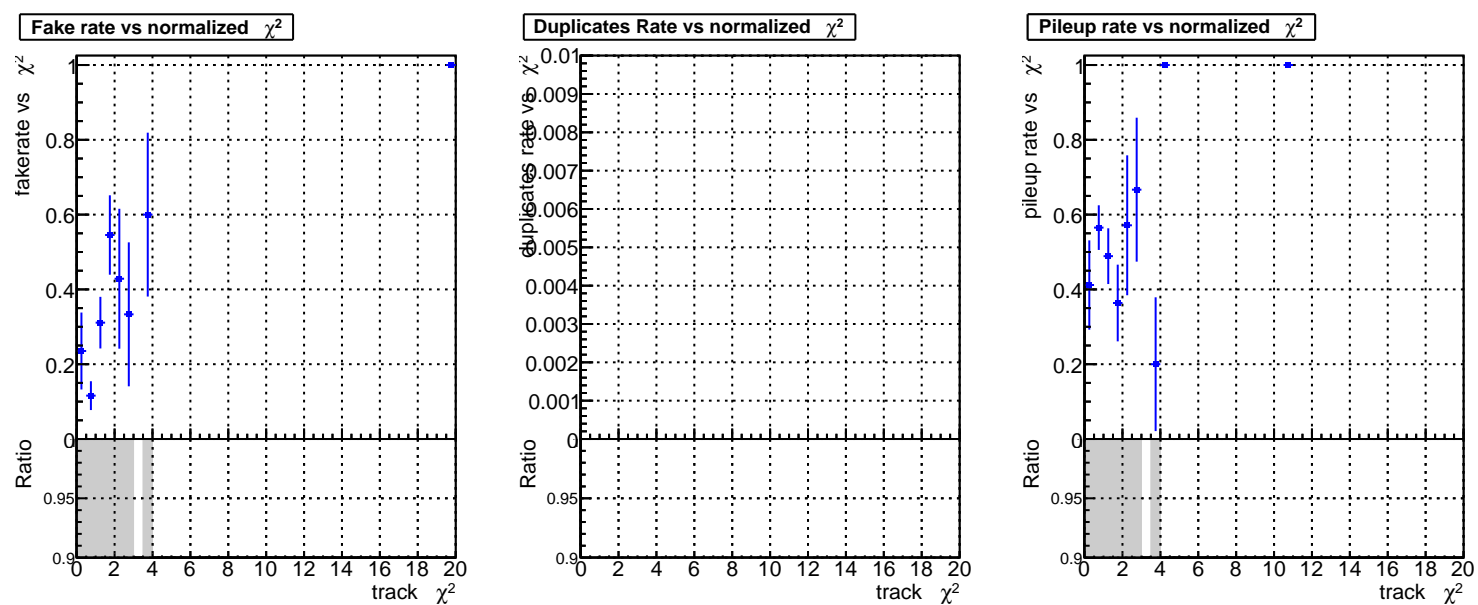 Fake rate vs normalized χ²
fakerate vs χ²
1
0.8
0.6
0.4
0.2
0
Ratio
0.95
0.9
0 2 4 6 8 10 12 14 16 18 20
track χ²
Duplicates Rate vs normalized χ²
duplicates rate vs χ²
0.01
0.009
0.008
0.007
0.006
0.005
0.004
0.003
0.002
0.001
0
Ratio
0.95
0.9
0 2 4 6 8 10 12 14 16 18 20
track χ²
Pileup rate vs normalized χ²
pileup rate vs χ²
1
0.8
0.6
0.4
0.2
0
Ratio
0.95
0.9
0 2 4 6 8 10 12 14 16 18 20
track χ²